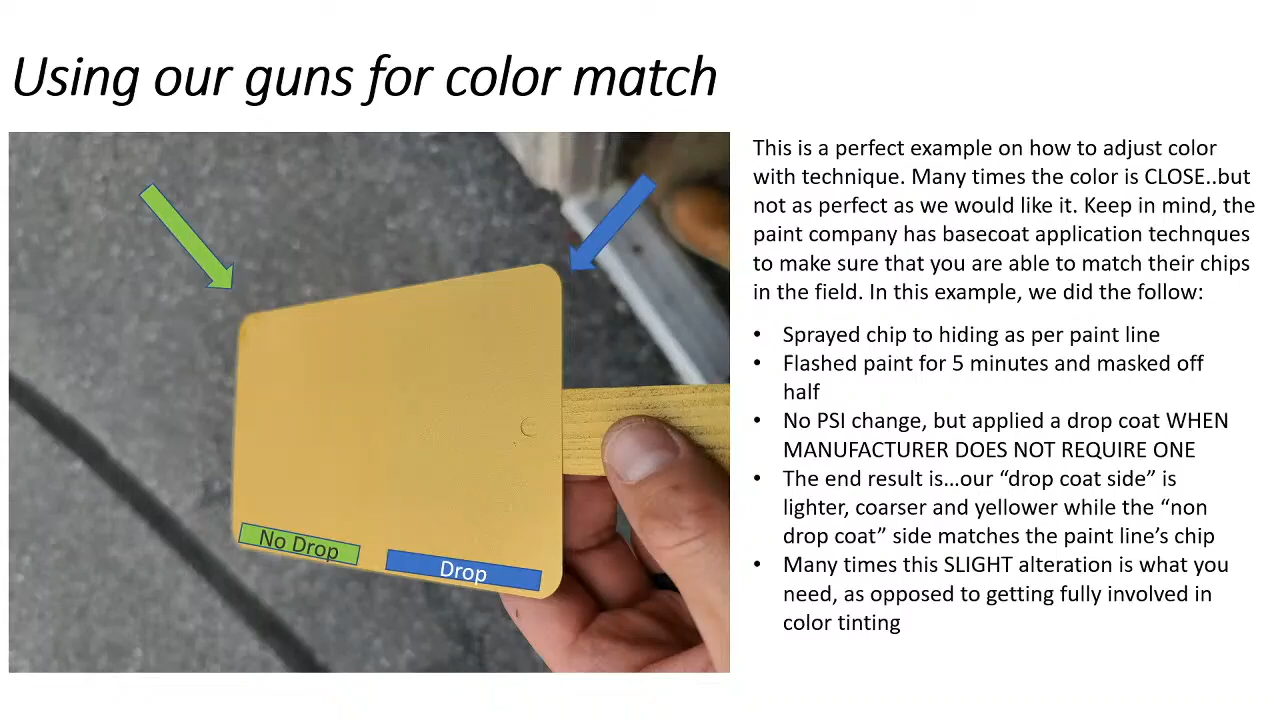 Using our guns for color match
This is a perfect example on how to adjust color
with technique. Many times the color is CLOSE..but
not as perfect as we would like it. Keep in mind, the
paint company has basecoat application technques
to make sure that you are able to match their chips
in the field. In this example, we did the follow:
• Sprayed chip to hiding as per paint line
• Flashed paint for 5 minutes and masked off
half
• No PSI change, but applied a drop coat WHEN
MANUFACTURER DOES NOT REQUIRE ONE
• The end result is…our “drop coat side” is
lighter, coarser and yellower while the “non
drop coat” side matches the paint line’s chip
• Many times this SLIGHT alteration is what you
need, as opposed to getting fully involved in
color tinting
No Drop
Drop